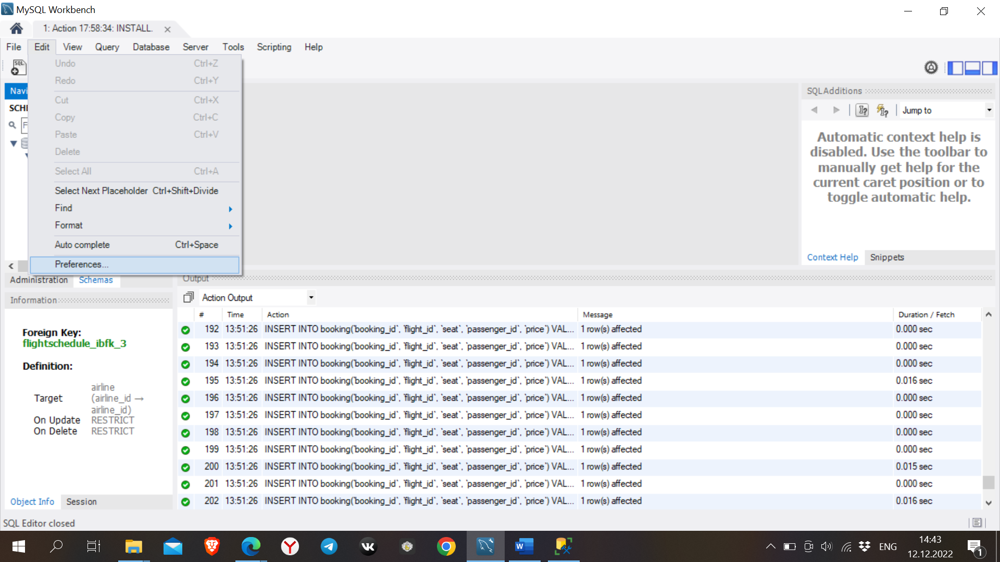 MySQL Workbench
1: Action 17:58:34: INSTALL.
File Edit View Query Database Server Tools Scripting Help
SQL
Undo Ctrl+Z
Redo Ctrl+Y
Cut Ctrl+X
Copy Ctrl+C
Paste Ctrl+V
Delete
Select All Ctrl+A
Select Next Placeholder Ctrl+Shift+Divide
Find
Format
Auto complete Ctrl+Space
Preferences...
Navi
SCHE
F
Administration Schemas
Information
Foreign Key:
flightschedule_ibfk_3
Definition:
airline
Target (airline_id →
airline_id)
On Update RESTRICT
On Delete RESTRICT
Object Info Session
SQL Editor closed
SQLAdditions
Jump to
Automatic context help is
disabled. Use the toolbar to
manually get help for the
current caret position or to
toggle automatic help.
Context Help Snippets
Output
Action Output
# Time Action Message Duration / Fetch
192 13:51:26 INSERT INTO booking(`booking_id`, `flight_id`, `seat`, `passenger_id`, `price`) VAL... 1 row(s) affected 0.000 sec
193 13:51:26 INSERT INTO booking(`booking_id`, `flight_id`, `seat`, `passenger_id`, `price`) VAL... 1 row(s) affected 0.000 sec
194 13:51:26 INSERT INTO booking(`booking_id`, `flight_id`, `seat`, `passenger_id`, `price`) VAL... 1 row(s) affected 0.000 sec
195 13:51:26 INSERT INTO booking(`booking_id`, `flight_id`, `seat`, `passenger_id`, `price`) VAL... 1 row(s) affected 0.016 sec
196 13:51:26 INSERT INTO booking(`booking_id`, `flight_id`, `seat`, `passenger_id`, `price`) VAL... 1 row(s) affected 0.000 sec
197 13:51:26 INSERT INTO booking(`booking_id`, `flight_id`, `seat`, `passenger_id`, `price`) VAL... 1 row(s) affected 0.000 sec
198 13:51:26 INSERT INTO booking(`booking_id`, `flight_id`, `seat`, `passenger_id`, `price`) VAL... 1 row(s) affected 0.000 sec
199 13:51:26 INSERT INTO booking(`booking_id`, `flight_id`, `seat`, `passenger_id`, `price`) VAL... 1 row(s) affected 0.000 sec
200 13:51:26 INSERT INTO booking(`booking_id`, `flight_id`, `seat`, `passenger_id`, `price`) VAL... 1 row(s) affected 0.015 sec
201 13:51:26 INSERT INTO booking(`booking_id`, `flight_id`, `seat`, `passenger_id`, `price`) VAL... 1 row(s) affected 0.000 sec
202 13:51:26 INSERT INTO booking(`booking_id`, `flight_id`, `seat`, `passenger_id`, `price`) VAL... 1 row(s) affected 0.016 sec
ENG
14:43
12.12.2022
1